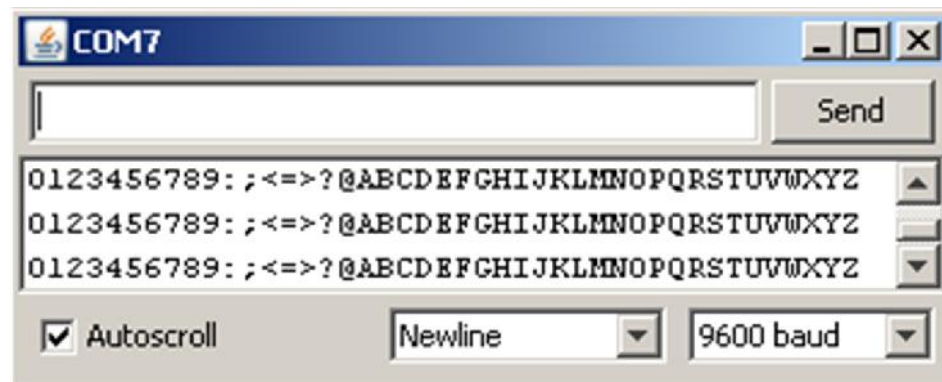 COM7
Send
0123456789:;<=>?@ABCDEFGHIJKLMNOPQRSTUVWXYZ
0123456789:;<=>?@ABCDEFGHIJKLMNOPQRSTUVWXYZ
0123456789:;<=>?@ABCDEFGHIJKLMNOPQRSTUVWXYZ
Autoscroll Newline 9600 baud